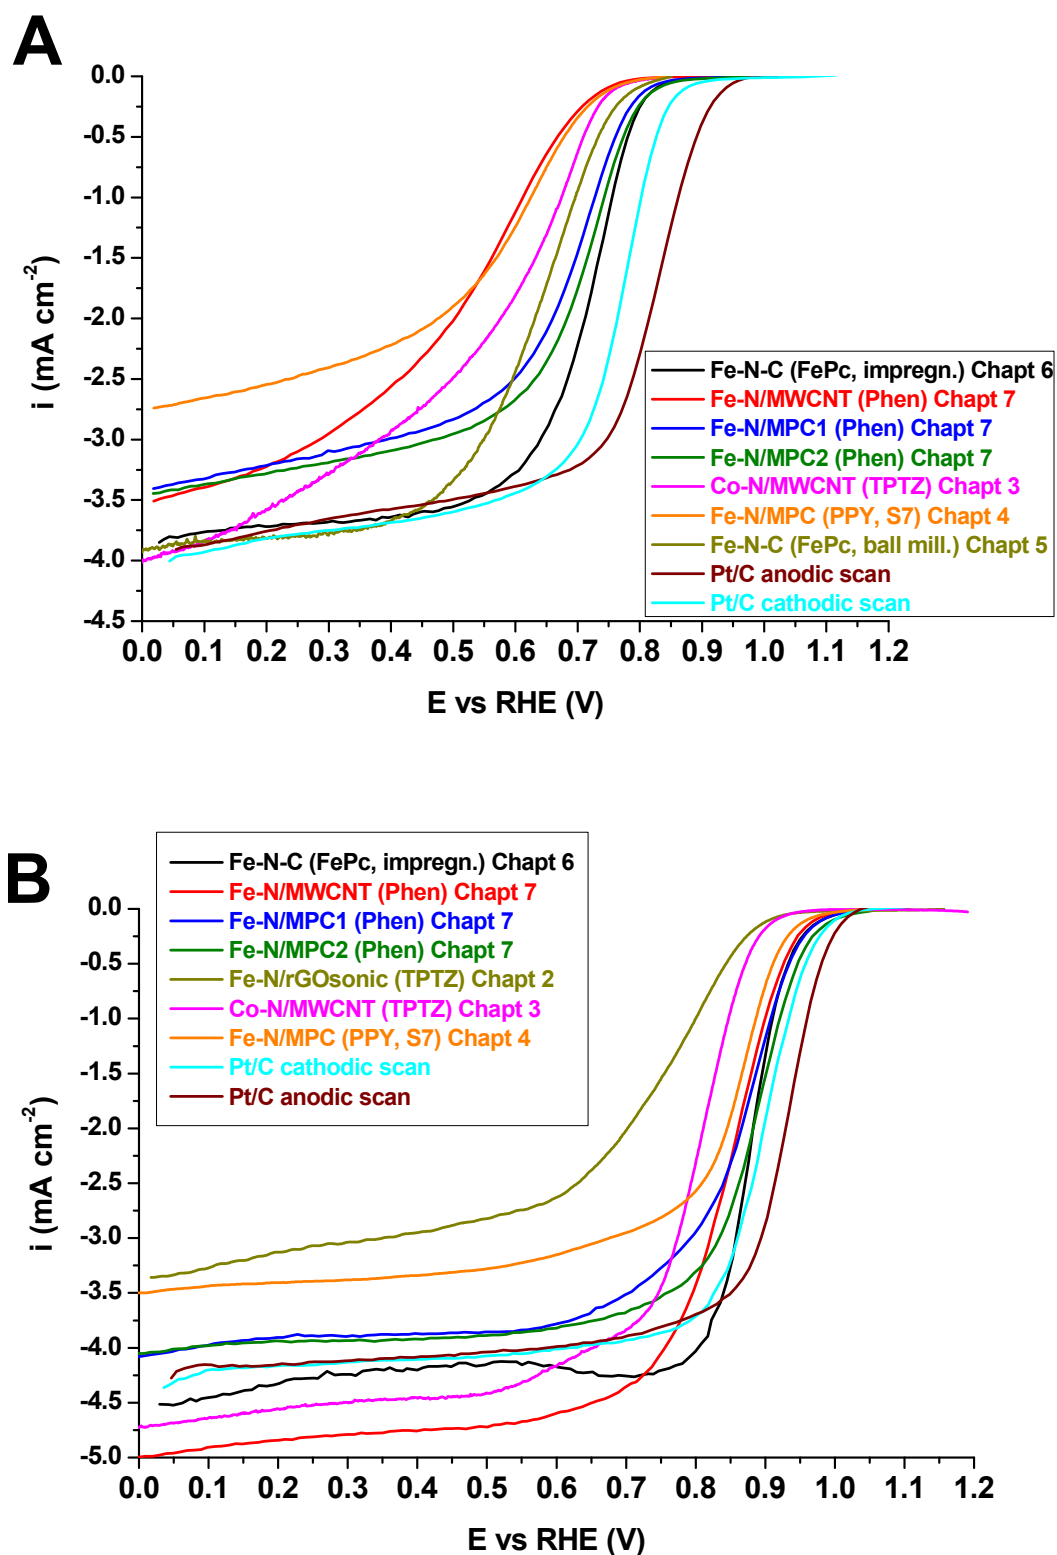 A
0.0
-0.5
-1.0
-1.5
-2.0
-2.5
-3.0
-3.5
-4.0
-4.5
i (mA cm-2)
Fe-N-C (FePc, impregn.) Chapt 6
Fe-N/MWCNT (Phen) Chapt 7
Fe-N/MPC1 (Phen) Chapt 7
Fe-N/MPC2 (Phen) Chapt 7
Co-N/MWCNT (TPTZ) Chapt 3
Fe-N/MPC (PPY, S7) Chapt 4
Fe-N-C (FePc, ball mill.) Chapt 5
Pt/C anodic scan
Pt/C cathodic scan
0.0 0.1 0.2 0.3 0.4 0.5 0.6 0.7 0.8 0.9 1.0 1.1 1.2
E vs RHE (V)
B
Fe-N-C (FePc, impregn.) Chapt 6
Fe-N/MWCNT (Phen) Chapt 7
Fe-N/MPC1 (Phen) Chapt 7
Fe-N/MPC2 (Phen) Chapt 7
Fe-N/rGOsonic (TPTZ) Chapt 2
Co-N/MWCNT (TPTZ) Chapt 3
Fe-N/MPC (PPY, S7) Chapt 4
Pt/C cathodic scan
Pt/C anodic scan
0.0
-0.5
-1.0
-1.5
-2.0
-2.5
-3.0
-3.5
-4.0
-4.5
-5.0
i (mA cm-2)
0.0 0.1 0.2 0.3 0.4 0.5 0.6 0.7 0.8 0.9 1.0 1.1 1.2
E vs RHE (V)